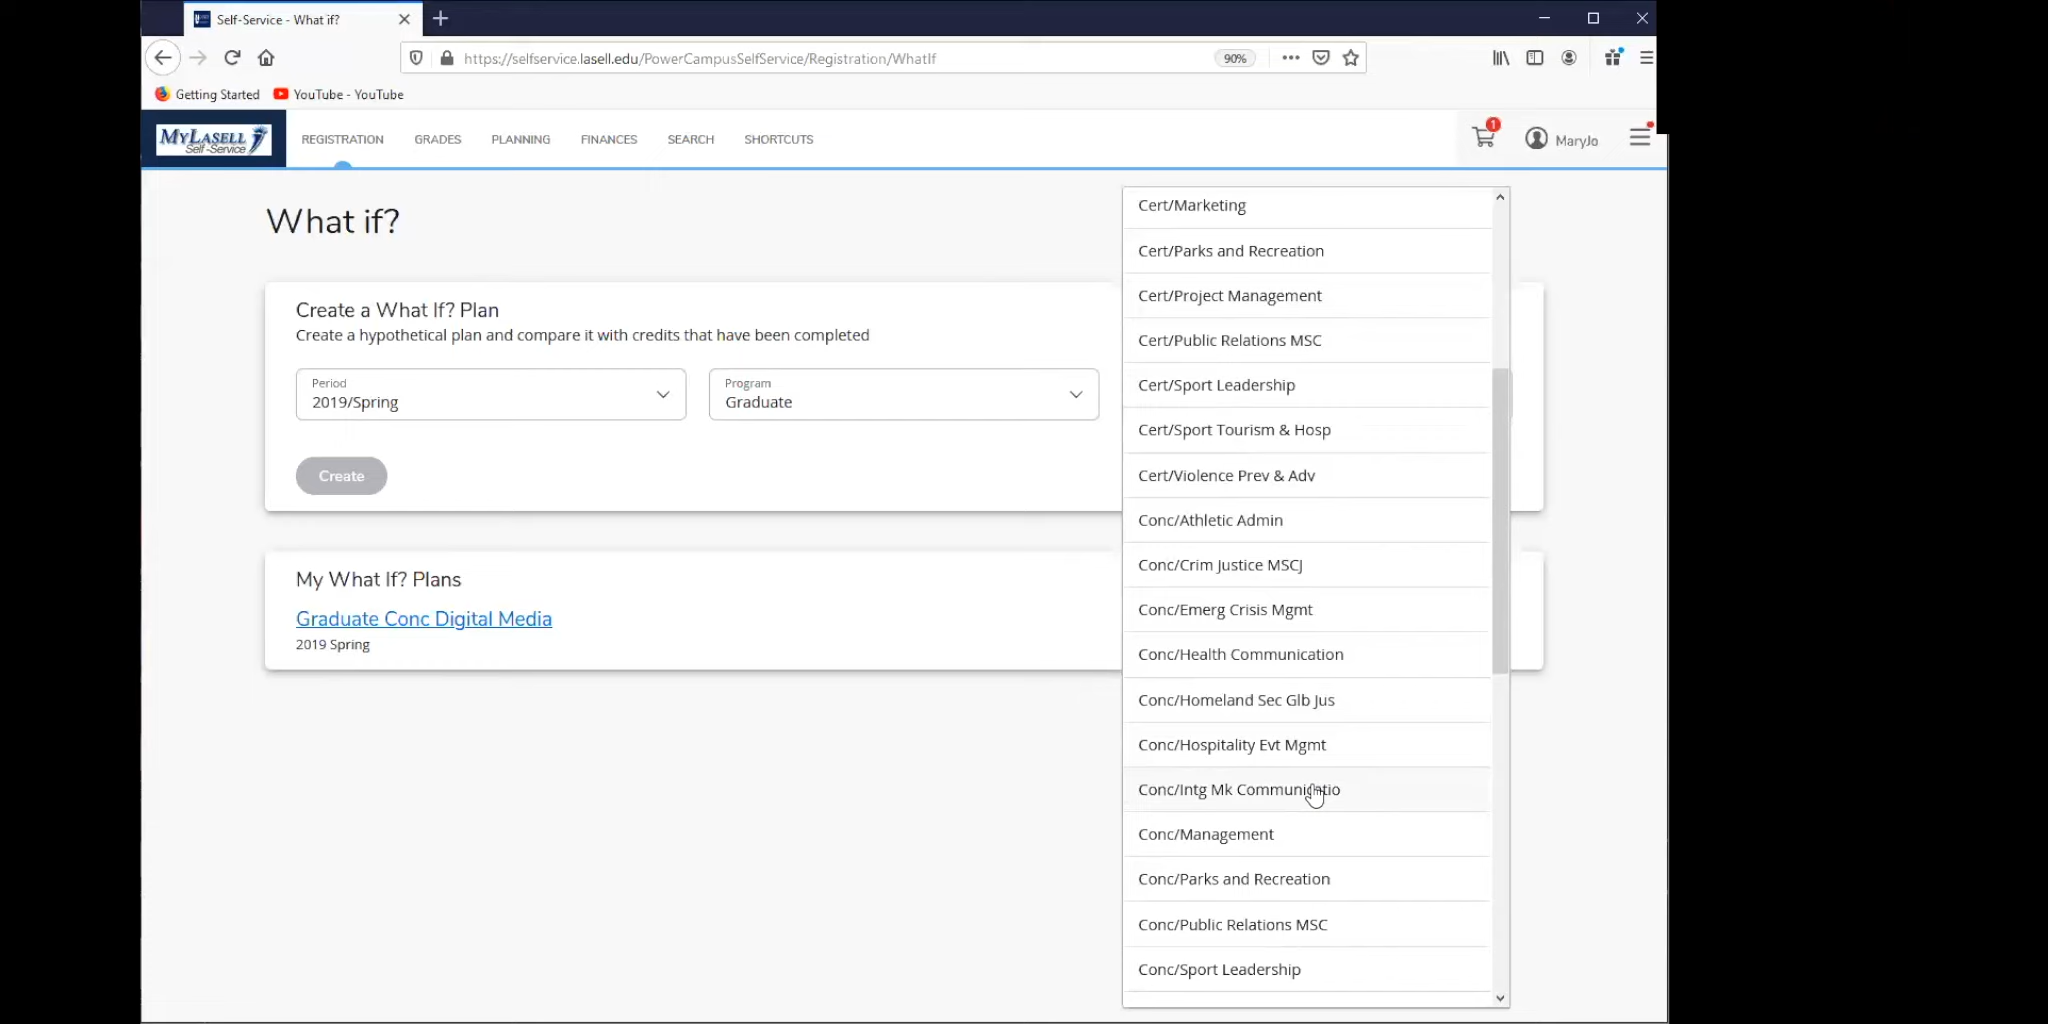 Self-Service - What if?
https://selfservice.lasell.edu/PowerCampusSelfService/Registration/WhatIf
90%
Getting Started
YouTube - YouTube
MYLASELL
Self-Service
REGISTRATION
GRADES
PLANNING
FINANCES
SEARCH
SHORTCUTS
1
MaryJo
What if?
Create a What If? Plan
Create a hypothetical plan and compare it with credits that have been completed
Period
2019/Spring
Program
Graduate
Create
My What If? Plans
Graduate Conc Digital Media
2019 Spring
Cert/Marketing
Cert/Parks and Recreation
Cert/Project Management
Cert/Public Relations MSC
Cert/Sport Leadership
Cert/Sport Tourism & Hosp
Cert/Violence Prev & Adv
Conc/Athletic Admin
Conc/Crim Justice MSCJ
Conc/Emerg Crisis Mgmt
Conc/Health Communication
Conc/Homeland Sec Glb Jus
Conc/Hospitality Evt Mgmt
Conc/Intg Mk Communicatio
Conc/Management
Conc/Parks and Recreation
Conc/Public Relations MSC
Conc/Sport Leadership